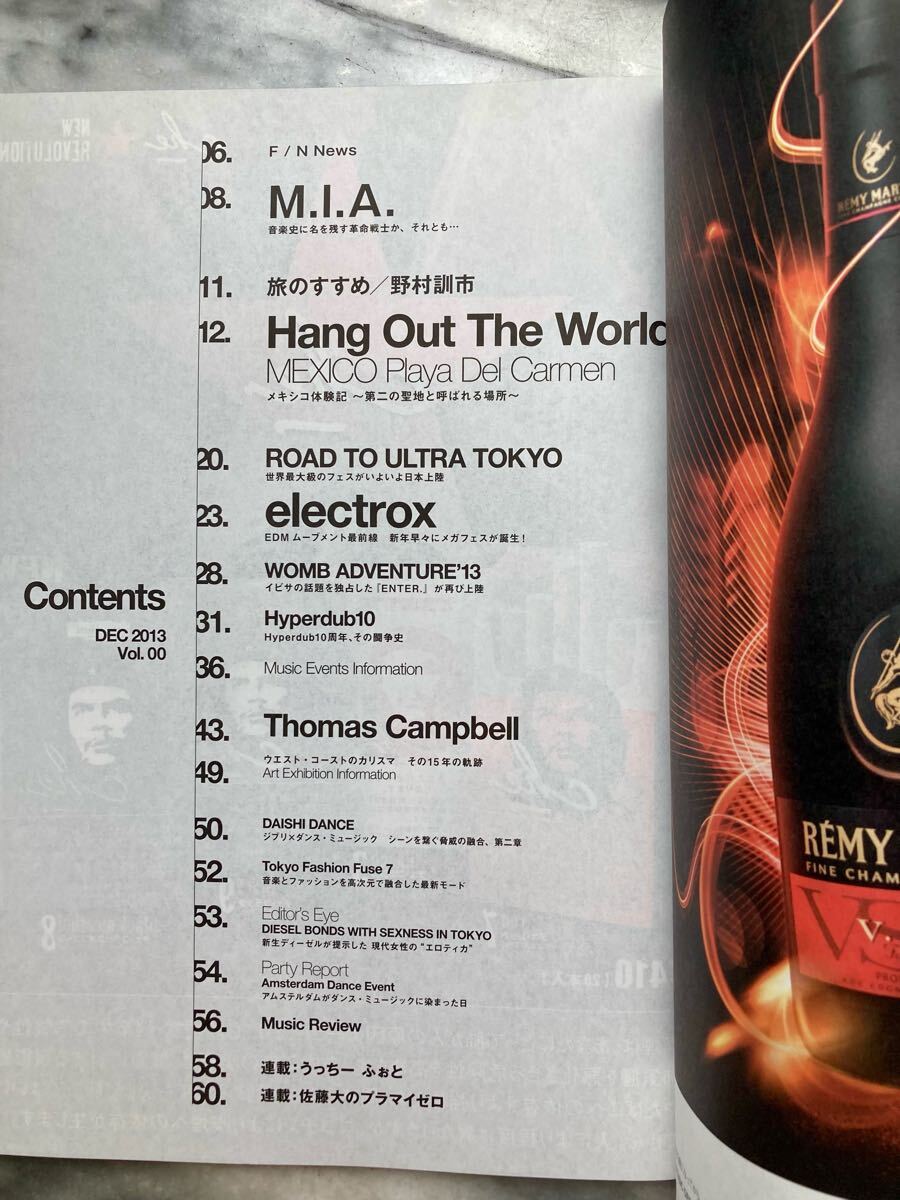 06. F / N News
08. M.I.A.
音楽史に名を残す革命戦士か、それとも…
11. 旅のすすめ／野村訓市
12. Hang Out The World
MEXICO Playa Del Carmen
メキシコ体験記 ～第二の聖地と呼ばれる場所～
20. ROAD TO ULTRA TOKYO
世界最大級のフェスがいよいよ日本上陸
23. electrox
EDM ムーブメント最前線　新年早々にメガフェスが誕生！
28. WOMB ADVENTURE'13
イビサの話題を独占した『ENTER.』が再び上陸
Contents
DEC 2013
Vol. 00
31. Hyperdub10
Hyperdub10周年、その闘争史
36. Music Events Information
43. Thomas Campbell
ウエスト・コーストのカリスマ　その15年の軌跡
49. Art Exhibition Information
50. DAISHI DANCE
ジブリ×ダンス・ミュージック　シーンを繋ぐ脅威の融合、第二章
52. Tokyo Fashion Fuse 7
音楽とファッションを高次元で融合した最新モード
53. Editor's Eye
DIESEL BONDS WITH SEXNESS IN TOKYO
新生ディーゼルが提示した 現代女性の "エロティカ"
54. Party Report
Amsterdam Dance Event
アムステルダムがダンス・ミュージックに染まった日
56. Music Review
58. 連載：うっちー ふぉと
60. 連載：佐藤大のプラマイゼロ
NEW
REVOLUTION
che
RÉMY MAR
RÉMY
FINE CHAM
VS
V.